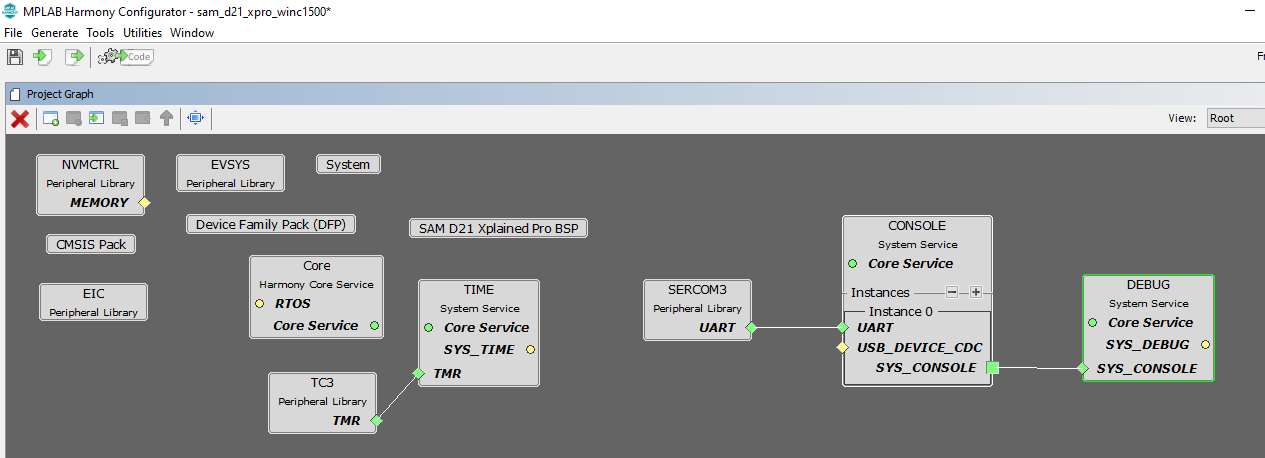 MPLAB Harmony Configurator - sam_d21_xpro_winc1500*
File Generate Tools Utilities Window
Code
Project Graph
View: Root
NVMCTRL
Peripheral Library
MEMORY
EVSYS
Peripheral Library
System
Device Family Pack (DFP)
SAM D21 Xplained Pro BSP
CMSIS Pack
EIC
Peripheral Library
Core
Harmony Core Service
RTOS
Core Service
TIME
System Service
Core Service
SYS_TIME
TMR
TC3
Peripheral Library
TMR
SERCOM3
Peripheral Library
UART
CONSOLE
System Service
Core Service
Instances
Instance 0
UART
USB_DEVICE_CDC
SYS_CONSOLE
DEBUG
System Service
Core Service
SYS_DEBUG
SYS_CONSOLE